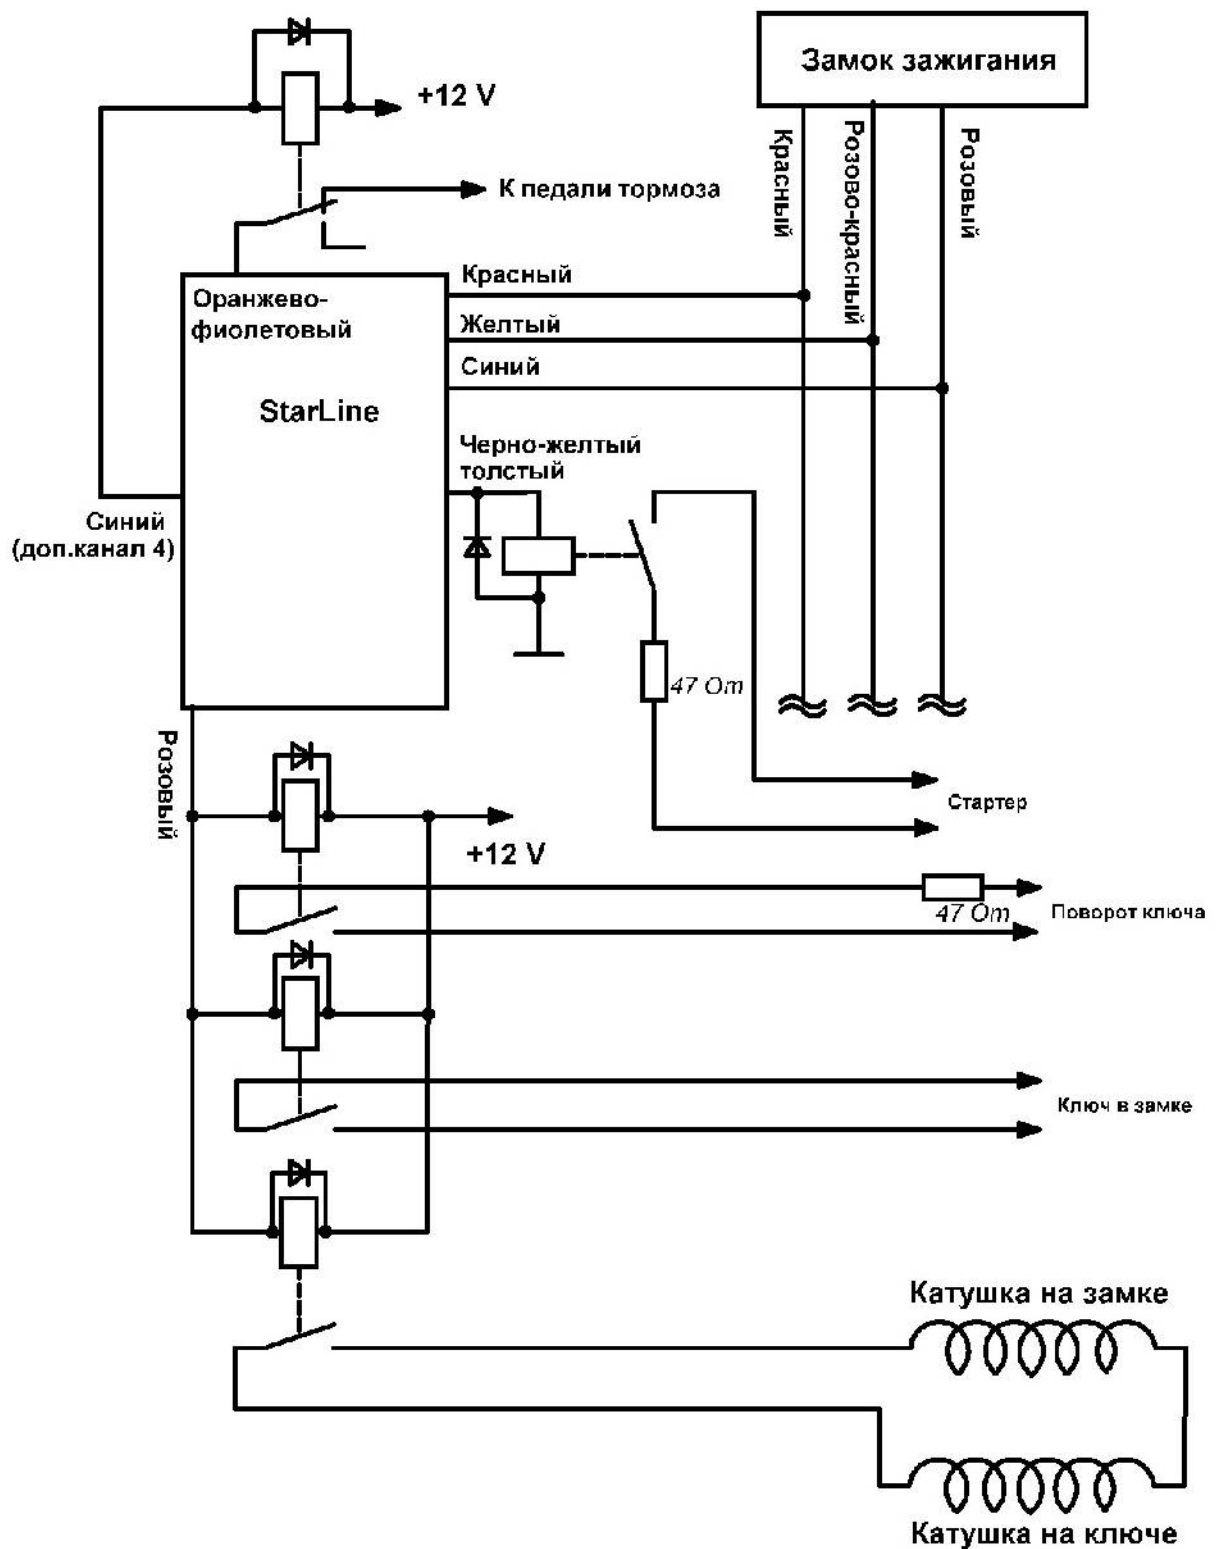 Замок зажигания
+12 V
Красный
Розово-красный
Розовый
К педали тормоза
Красный
Оранжево-
фиолетовый
Желтый
Синий
StarLine
Черно-желтый
толстый
Синий
(доп.канал 4)
47 Om
Розовый
Стартер
+12 V
47 Om
Поворот ключа
Ключ в замке
Катушка на замке
Катушка на ключе